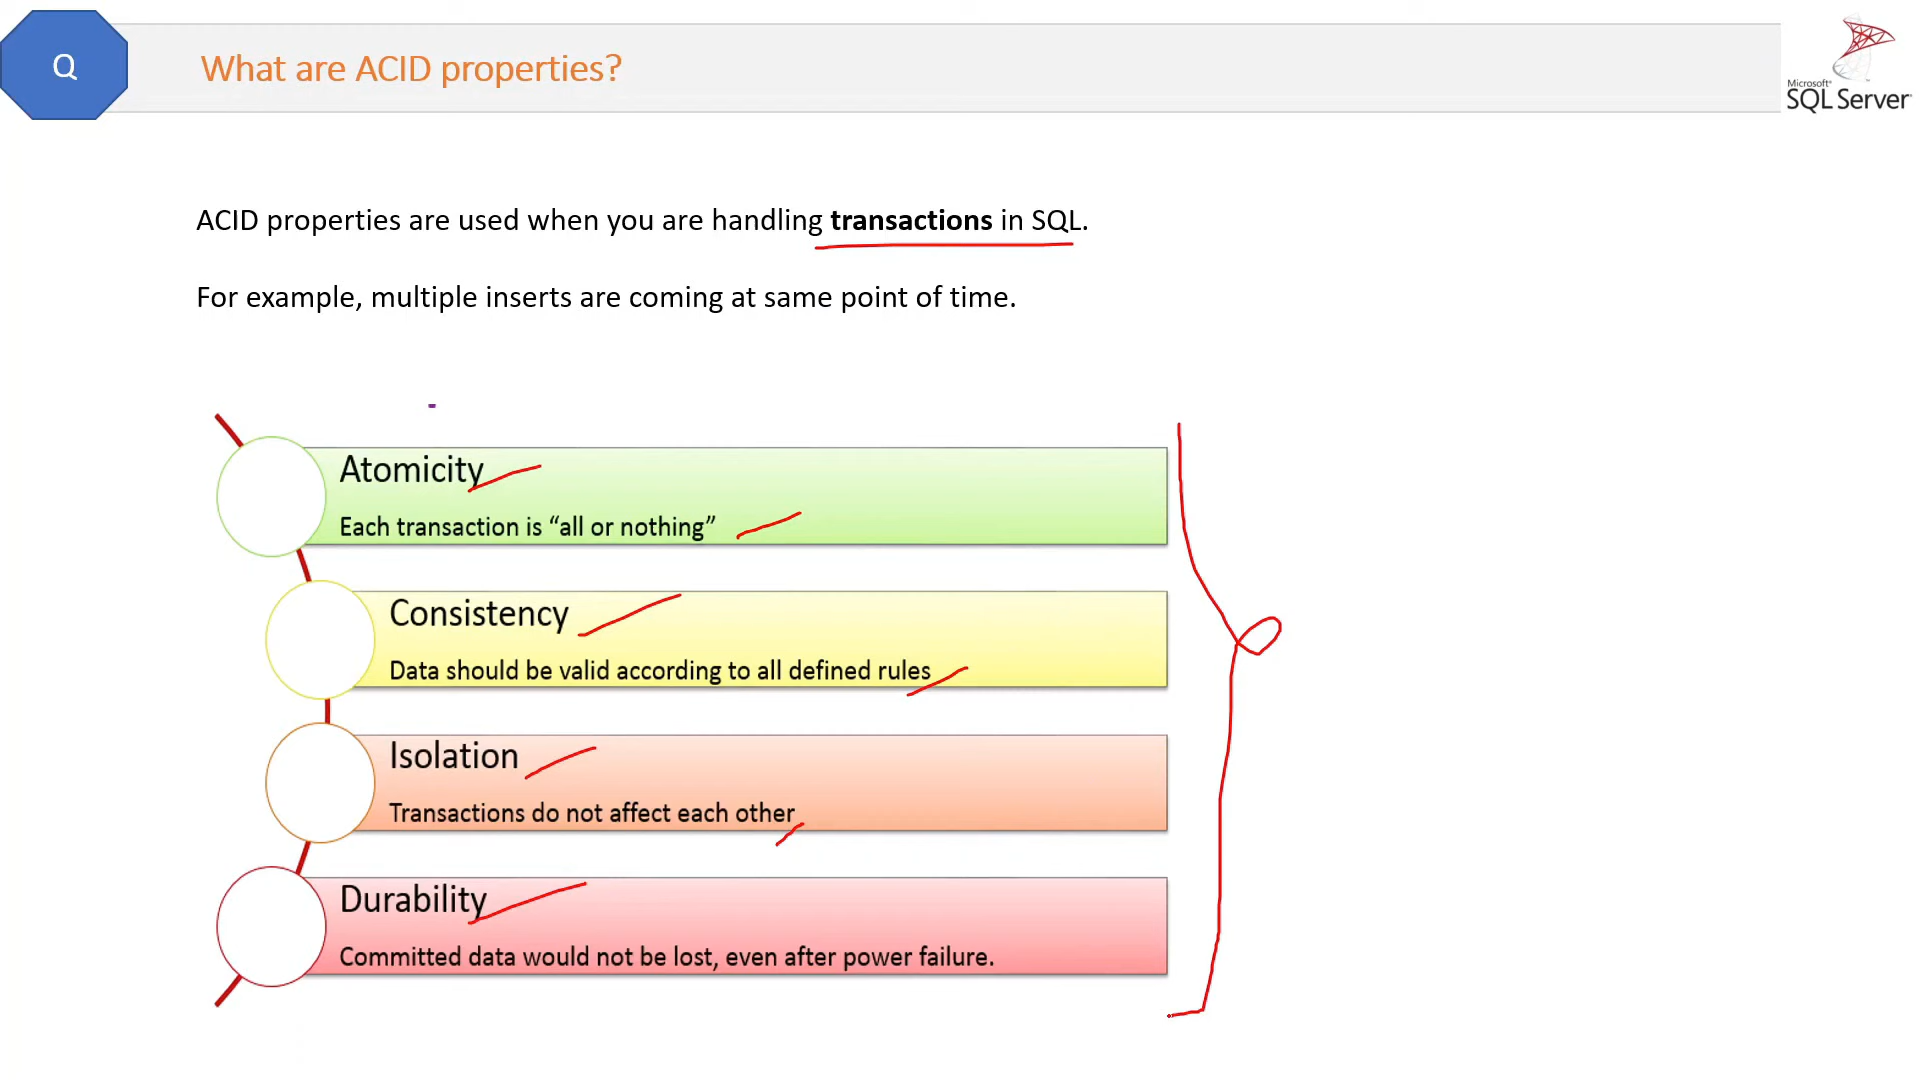 Q
What are ACID properties?
Microsoft®
SQL Server
ACID properties are used when you are handling transactions in SQL.
For example, multiple inserts are coming at same point of time.
Atomicity
Each transaction is “all or nothing”
Consistency
Data should be valid according to all defined rules
Isolation
Transactions do not affect each other
Durability
Committed data would not be lost, even after power failure.